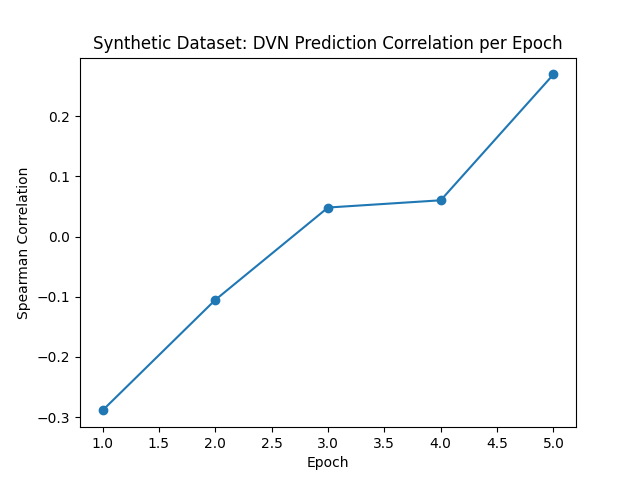 Synthetic Dataset: DVN Prediction Correlation per Epoch
Spearman Correlation
0.2
0.1
0.0
−0.1
−0.2
−0.3
1.0 1.5 2.0 2.5 3.0 3.5 4.0 4.5 5.0
Epoch